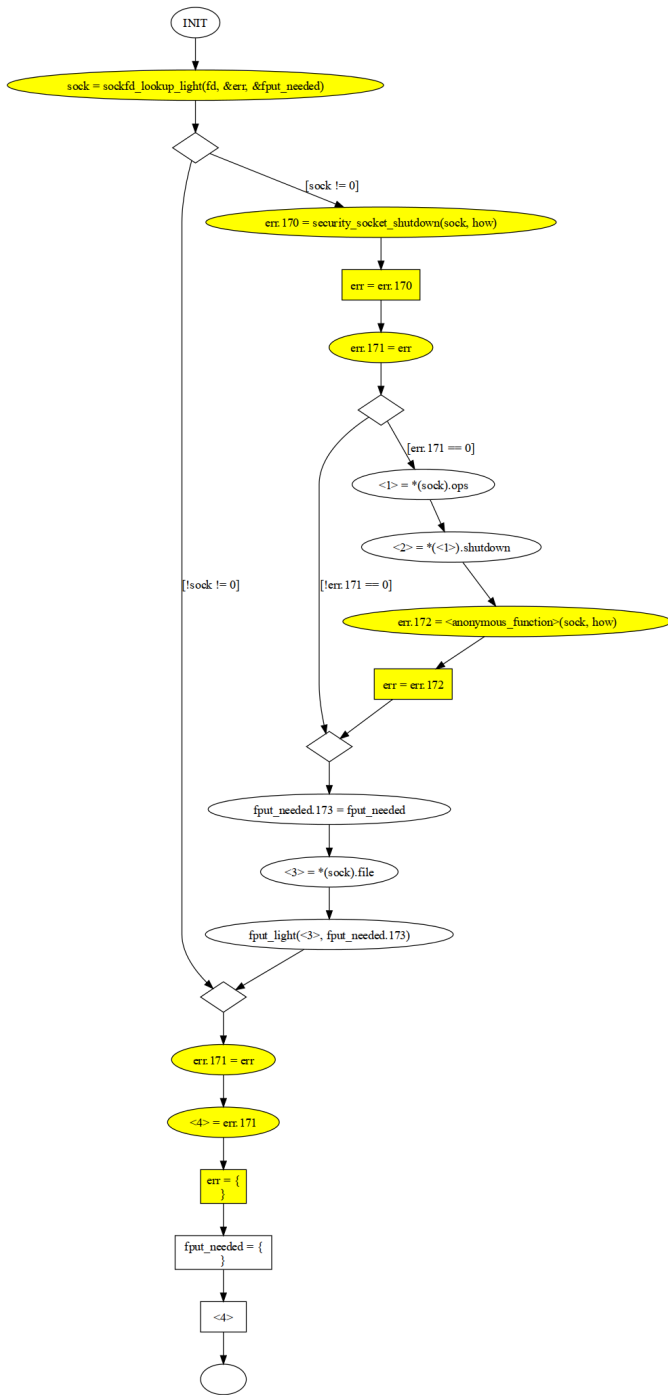 INIT
sock = sockfd_lookup_light(fd, &err, &fput_needed)
[sock != 0]
err.170 = security_socket_shutdown(sock, how)
err = err.170
err.171 = err
[err.171 == 0]
<1> = *(sock).ops
<2> = *(<1>).shutdown
[!sock != 0]
[!err.171 == 0]
err.172 = <anonymous_function>(sock, how)
err = err.172
fput_needed.173 = fput_needed
<3> = *(sock).file
fput_light(<3>, fput_needed.173)
err.171 = err
<4> = err.171
err = {
}
fput_needed = {
}
<4>